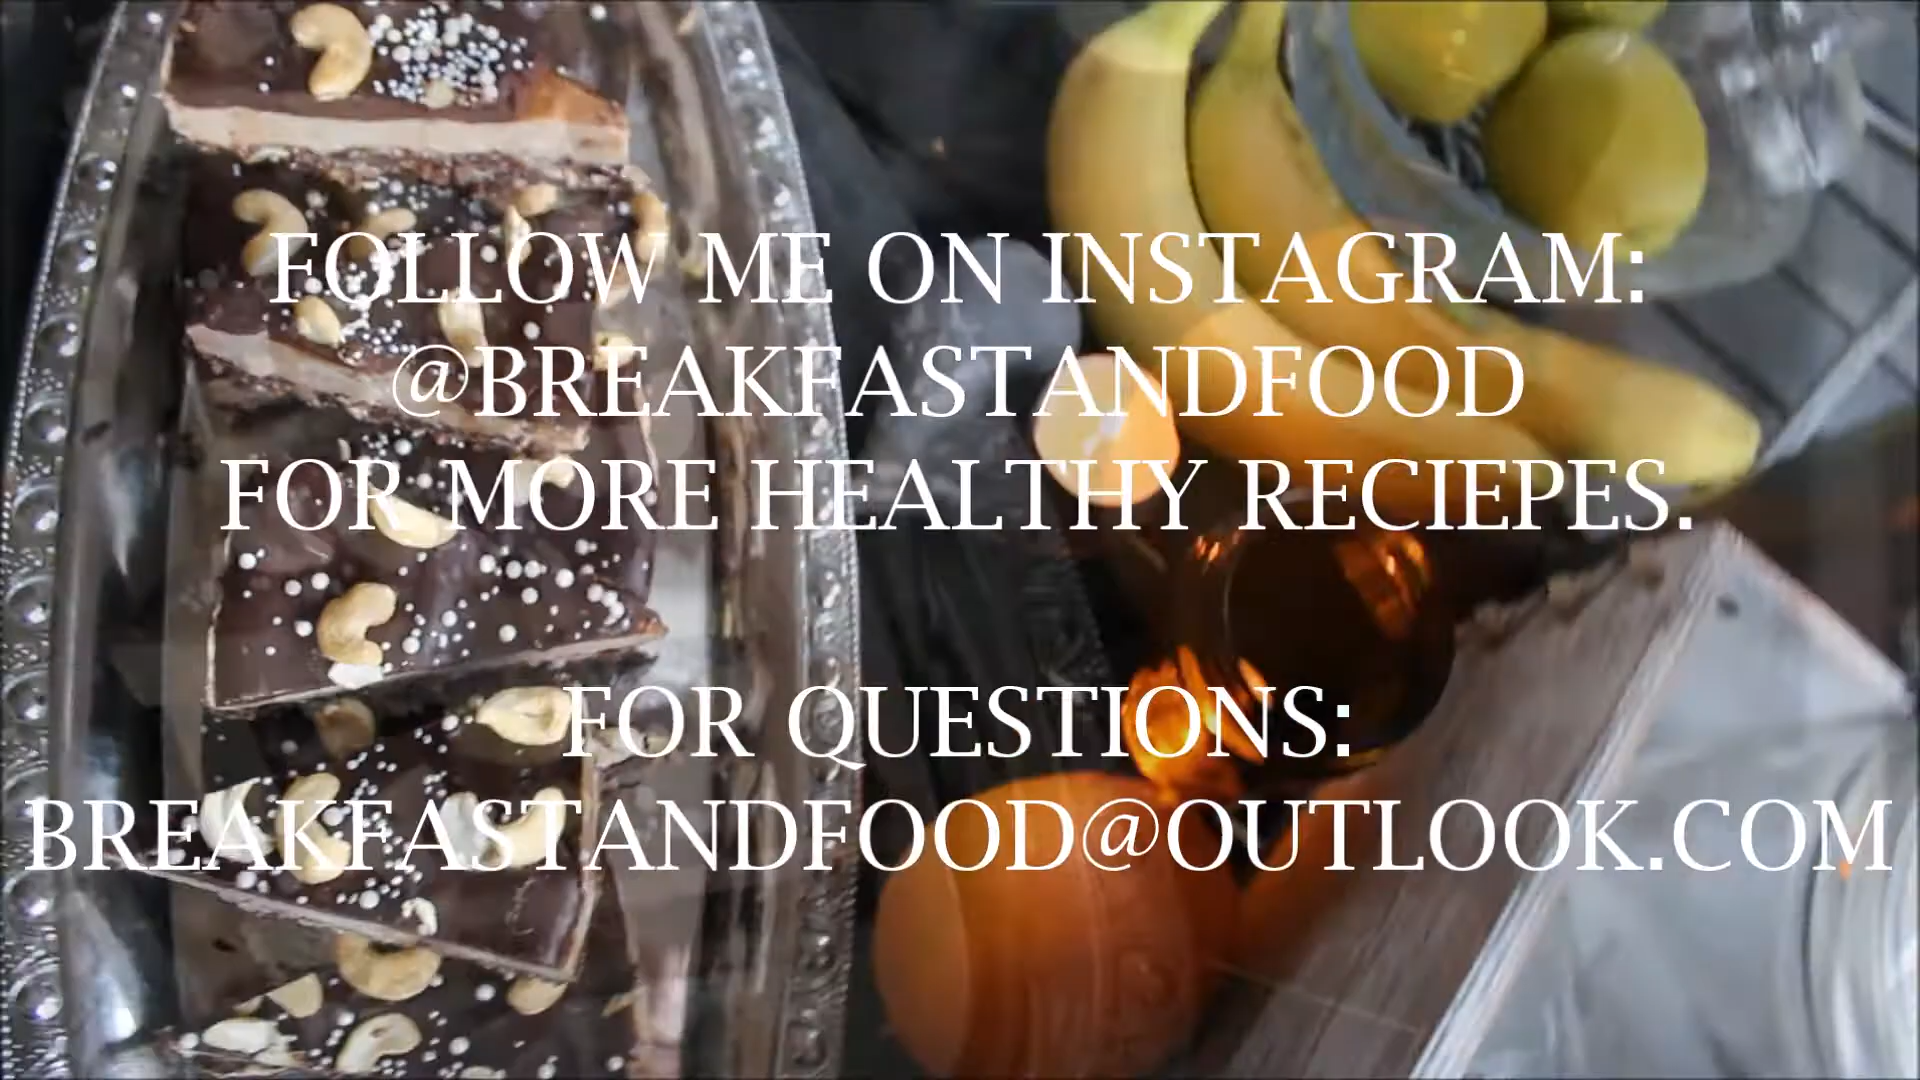 FOLLOW ME ON INSTAGRAM:
@BREAKFASTANDFOOD
FOR MORE HEALTHY RECIEPES.
FOR QUESTIONS:
BREAKFASTANDFOOD@OUTLOOK.COM